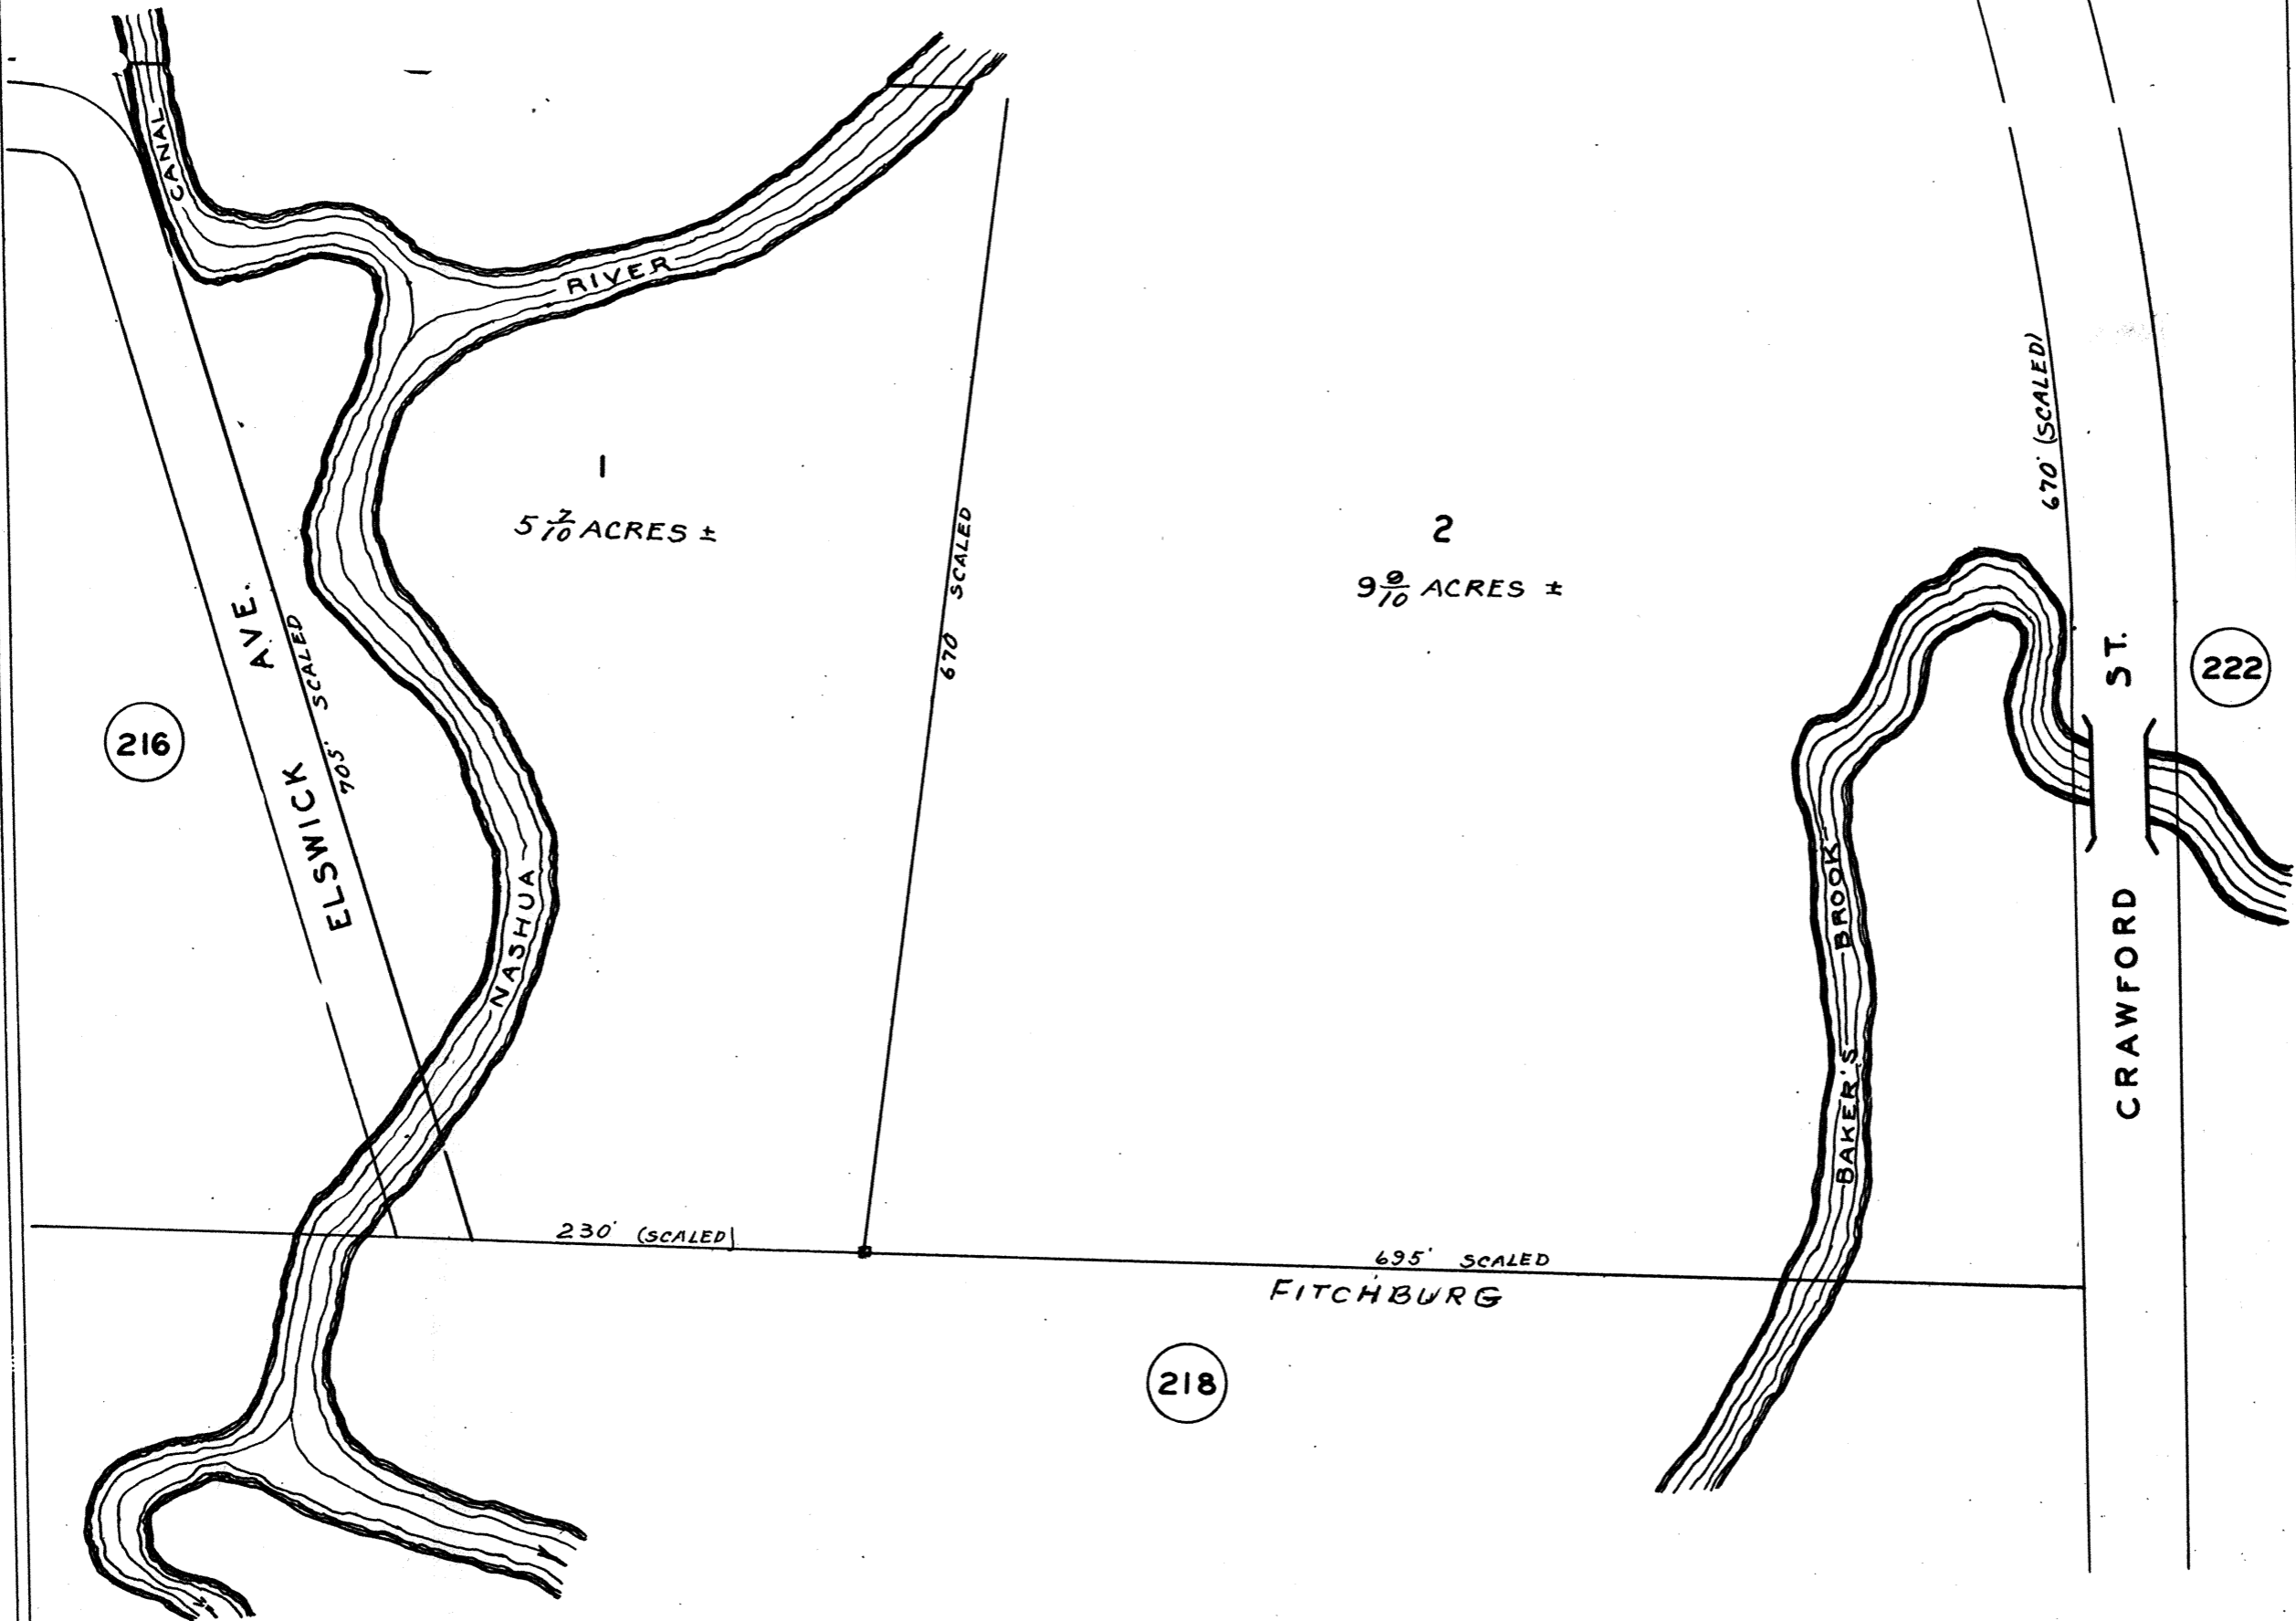 CANAL
RIVER
1
5 7/10 ACRES ±
670 SCALED
2
9 9/10 ACRES ±
670' (SCALED)
ELSWICK AVE.
705' SCALED
216
NASHUA
BAKER'S BROOK
CRAWFORD ST.
222
230' (SCALED)
695' SCALED
FITCHBURG
218